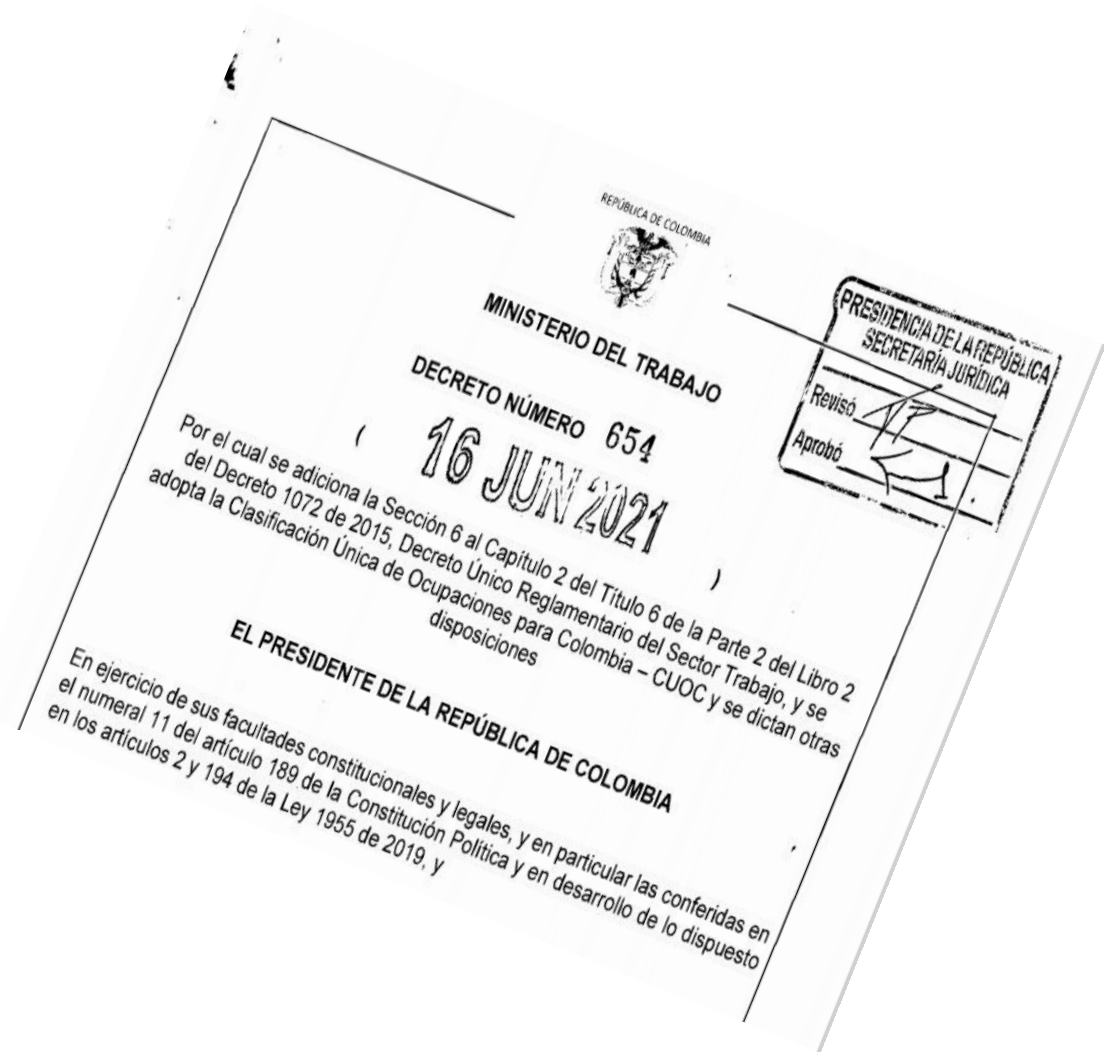 REPÚBLICA DE COLOMBIA
MINISTERIO DEL TRABAJO
PRESIDENCIA DE LA REPÚBLICA
SECRETARÍA JURÍDICA
Revisó
Aprobó
DECRETO NÚMERO 654
( 16 JUN 2021 )
Por el cual se adiciona la Sección 6 al Capítulo 2 del Título 6 de la Parte 2 del Libro 2
del Decreto 1072 de 2015, Decreto Único Reglamentario del Sector Trabajo, y se
adopta la Clasificación Única de Ocupaciones para Colombia – CUOC y se dictan otras
disposiciones
EL PRESIDENTE DE LA REPÚBLICA DE COLOMBIA
En ejercicio de sus facultades constitucionales y legales, y en particular las conferidas en
el numeral 11 del artículo 189 de la Constitución Política y en desarrollo de lo dispuesto
en los artículos 2 y 194 de la Ley 1955 de 2019, y